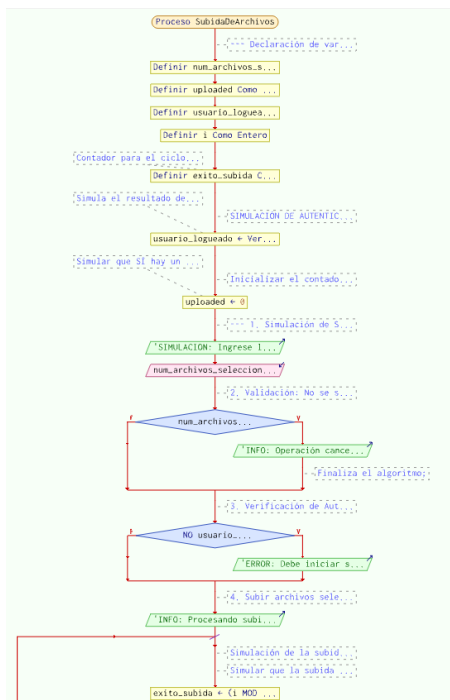 Proceso SubidaDeArchivos
--- Declaración de var...
Definir num_archivos_s...
Definir uploaded Como ...
Definir usuario_loguea...
Definir i Como Entero
Contador para el ciclo...
Definir exito_subida C...
Simula el resultado de...
SIMULACIÓN DE AUTENTIC...
usuario_logueado ← Ver...
Simular que SÍ hay un ...
Inicializar el contado...
uploaded ← 0
--- 1. Simulación de S...
'SIMULACIÓN: Ingrese l...
num_archivos_seleccion...
2. Validación: No se s...
F
num_archivos...
V
'INFO: Operación cance...
Finaliza el algoritmo;
3. Verificación de Aut...
F
NO usuario_...
V
'ERROR: Debe iniciar s...
4. Subir archivos sele...
'INFO: Procesando subi...
Simulación de la subid...
Simular que la subida ...
exito_subida ← (i MOD ...